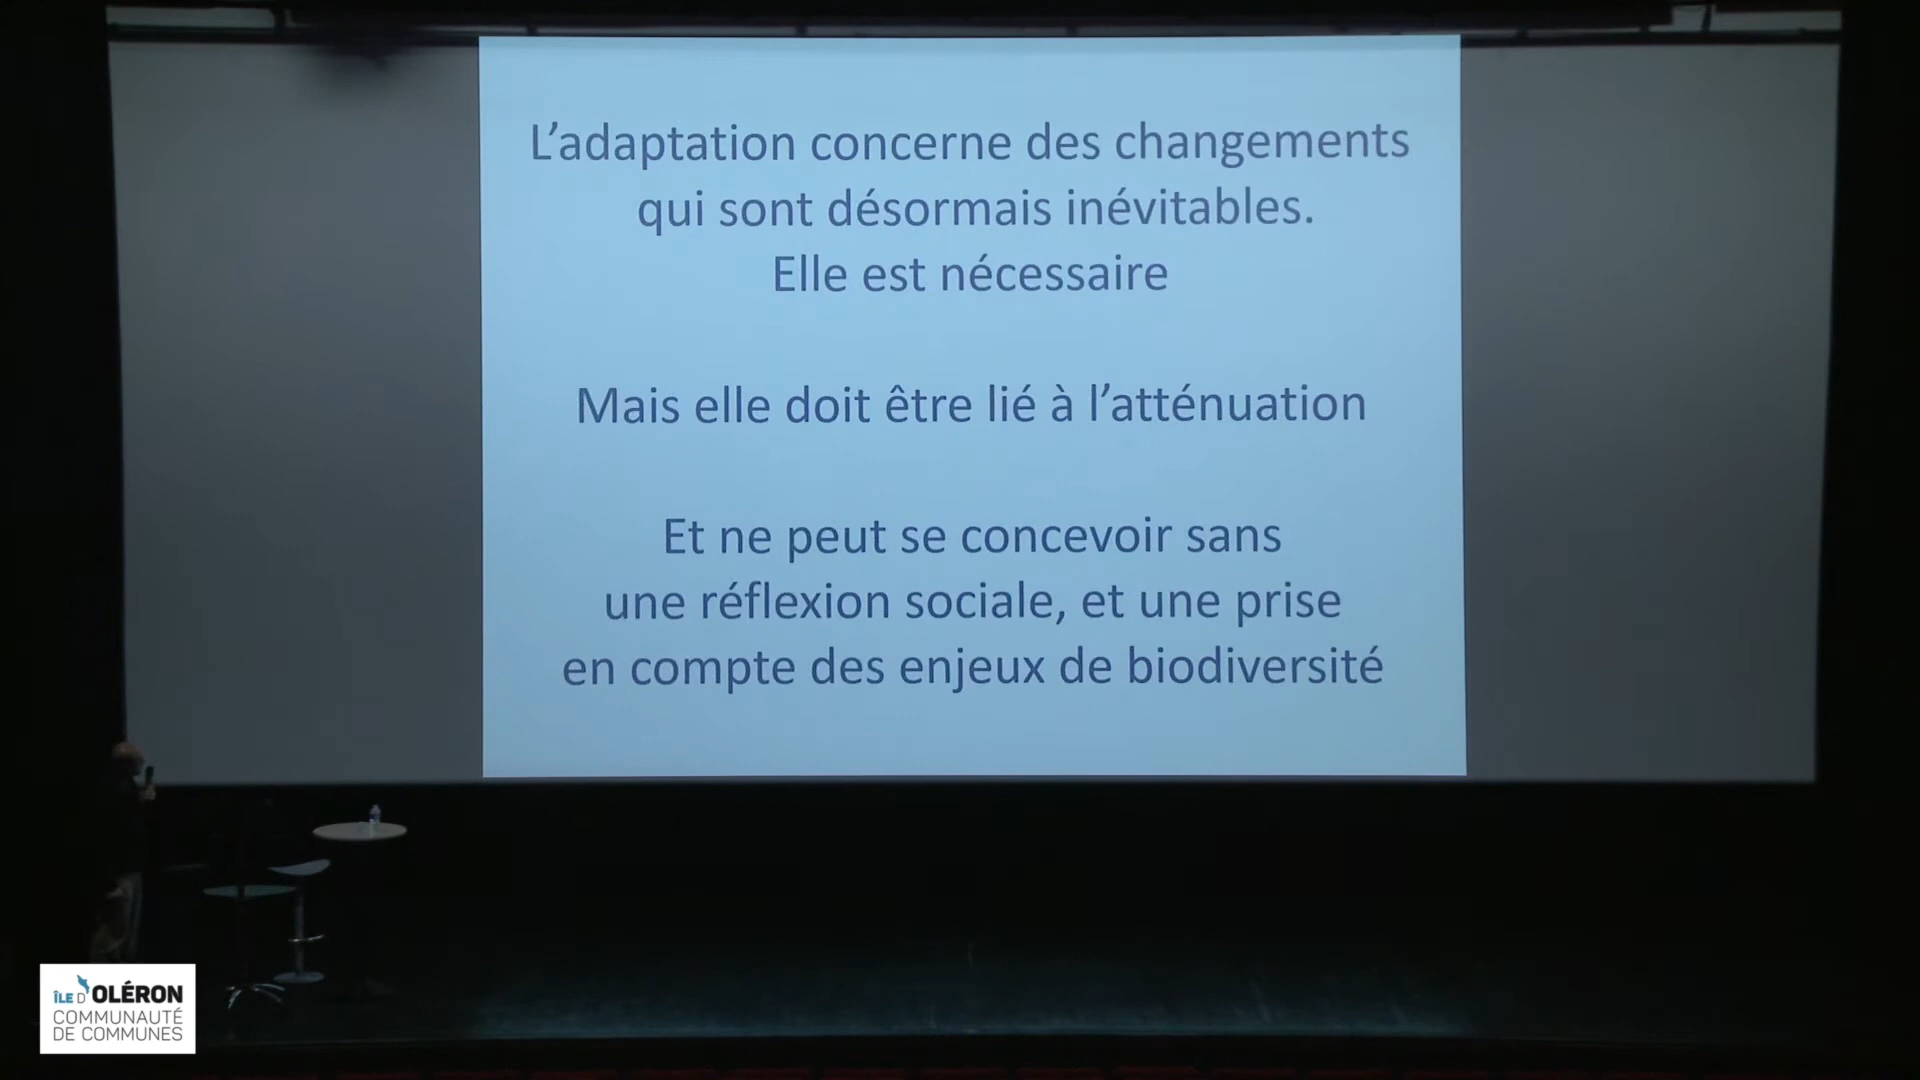 L’adaptation concerne des changements
qui sont désormais inévitables.
Elle est nécessaire
Mais elle doit être lié à l’atténuation
Et ne peut se concevoir sans
une réflexion sociale, et une prise
en compte des enjeux de biodiversité
ÎLE D'OLÉRON
COMMUNAUTÉ
DE COMMUNES